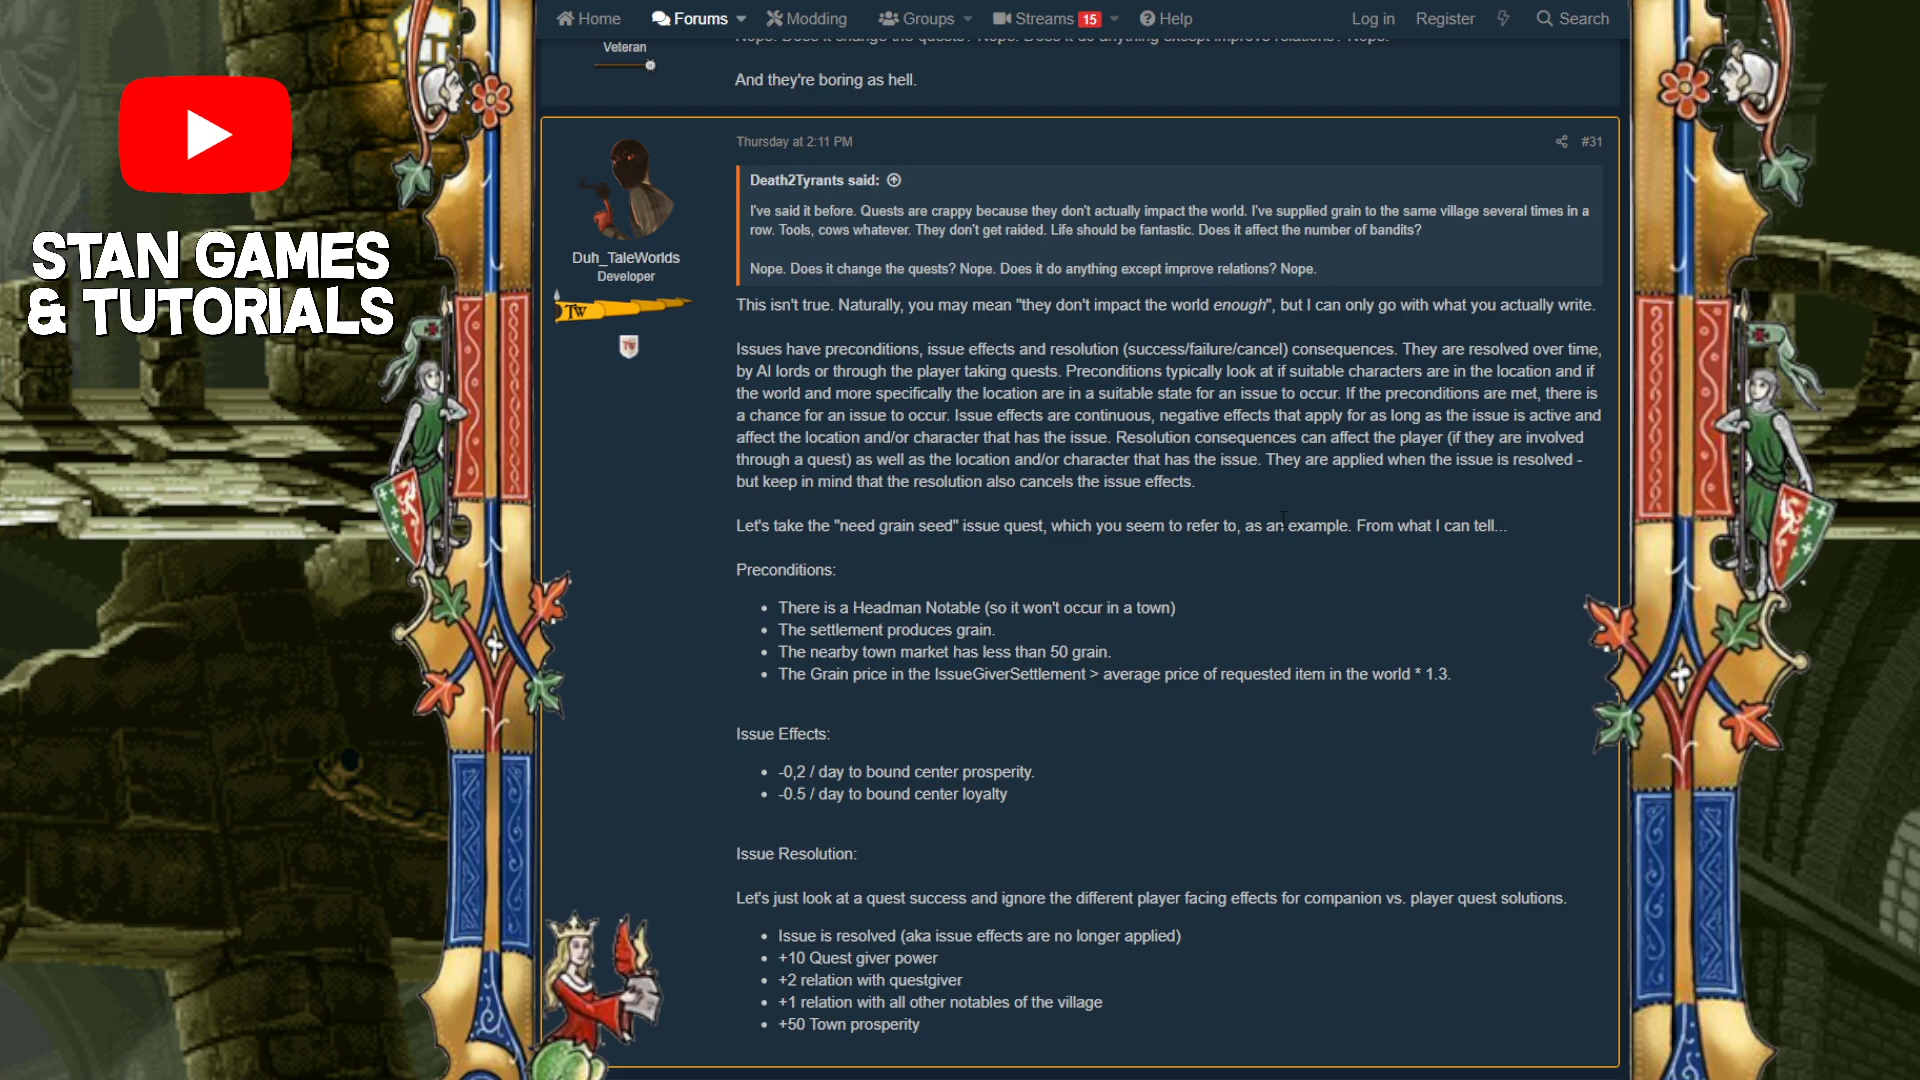 Home
Forums
Modding
Groups
Streams 15
Help
Log in
Register
Search
Veteran
Nope. Does it change the quests? Nope. Does it do anything except improve relations? Nope.
And they're boring as hell.
STAN GAMES
& TUTORIALS
Thursday at 2:11 PM
#31
Duh_TaleWorlds
Developer
TW
TW
Death2Tyrants said:
I've said it before. Quests are crappy because they don't actually impact the world. I've supplied grain to the same village several times in a
row. Tools, cows whatever. They don't get raided. Life should be fantastic. Does it affect the number of bandits?
Nope. Does it change the quests? Nope. Does it do anything except improve relations? Nope.
This isn't true. Naturally, you may mean "they don't impact the world enough", but I can only go with what you actually write.
Issues have preconditions, issue effects and resolution (success/failure/cancel) consequences. They are resolved over time,
by AI lords or through the player taking quests. Preconditions typically look at if suitable characters are in the location and if
the world and more specifically the location are in a suitable state for an issue to occur. If the preconditions are met, there is
a chance for an issue to occur. Issue effects are continuous, negative effects that apply for as long as the issue is active and
affect the location and/or character that has the issue. Resolution consequences can affect the player (if they are involved
through a quest) as well as the location and/or character that has the issue. They are applied when the issue is resolved -
but keep in mind that the resolution also cancels the issue effects.
Let's take the "need grain seed" issue quest, which you seem to refer to, as an example. From what I can tell...
Preconditions:
• There is a Headman Notable (so it won't occur in a town)
• The settlement produces grain.
• The nearby town market has less than 50 grain.
• The Grain price in the IssueGiverSettlement > average price of requested item in the world * 1.3.
Issue Effects:
• -0,2 / day to bound center prosperity.
• -0.5 / day to bound center loyalty
Issue Resolution:
Let's just look at a quest success and ignore the different player facing effects for companion vs. player quest solutions.
• Issue is resolved (aka issue effects are no longer applied)
• +10 Quest giver power
• +2 relation with questgiver
• +1 relation with all other notables of the village
• +50 Town prosperity